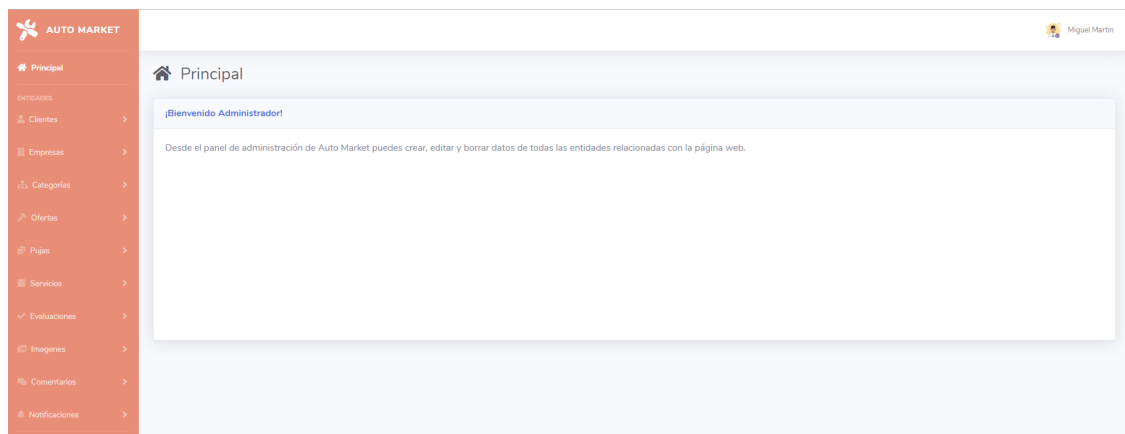 AUTO MARKET
Miguel Martin
Principal
Principal
ENTIDADES
Clientes
Empresas
Categorías
Ofertas
Pujas
Servicios
Evaluaciones
Imagenes
Comentarios
Notificaciones
¡Bienvenido Administrador!
Desde el panel de administración de Auto Market puedes crear, editar y borrar datos de todas las entidades relacionadas con la página web.